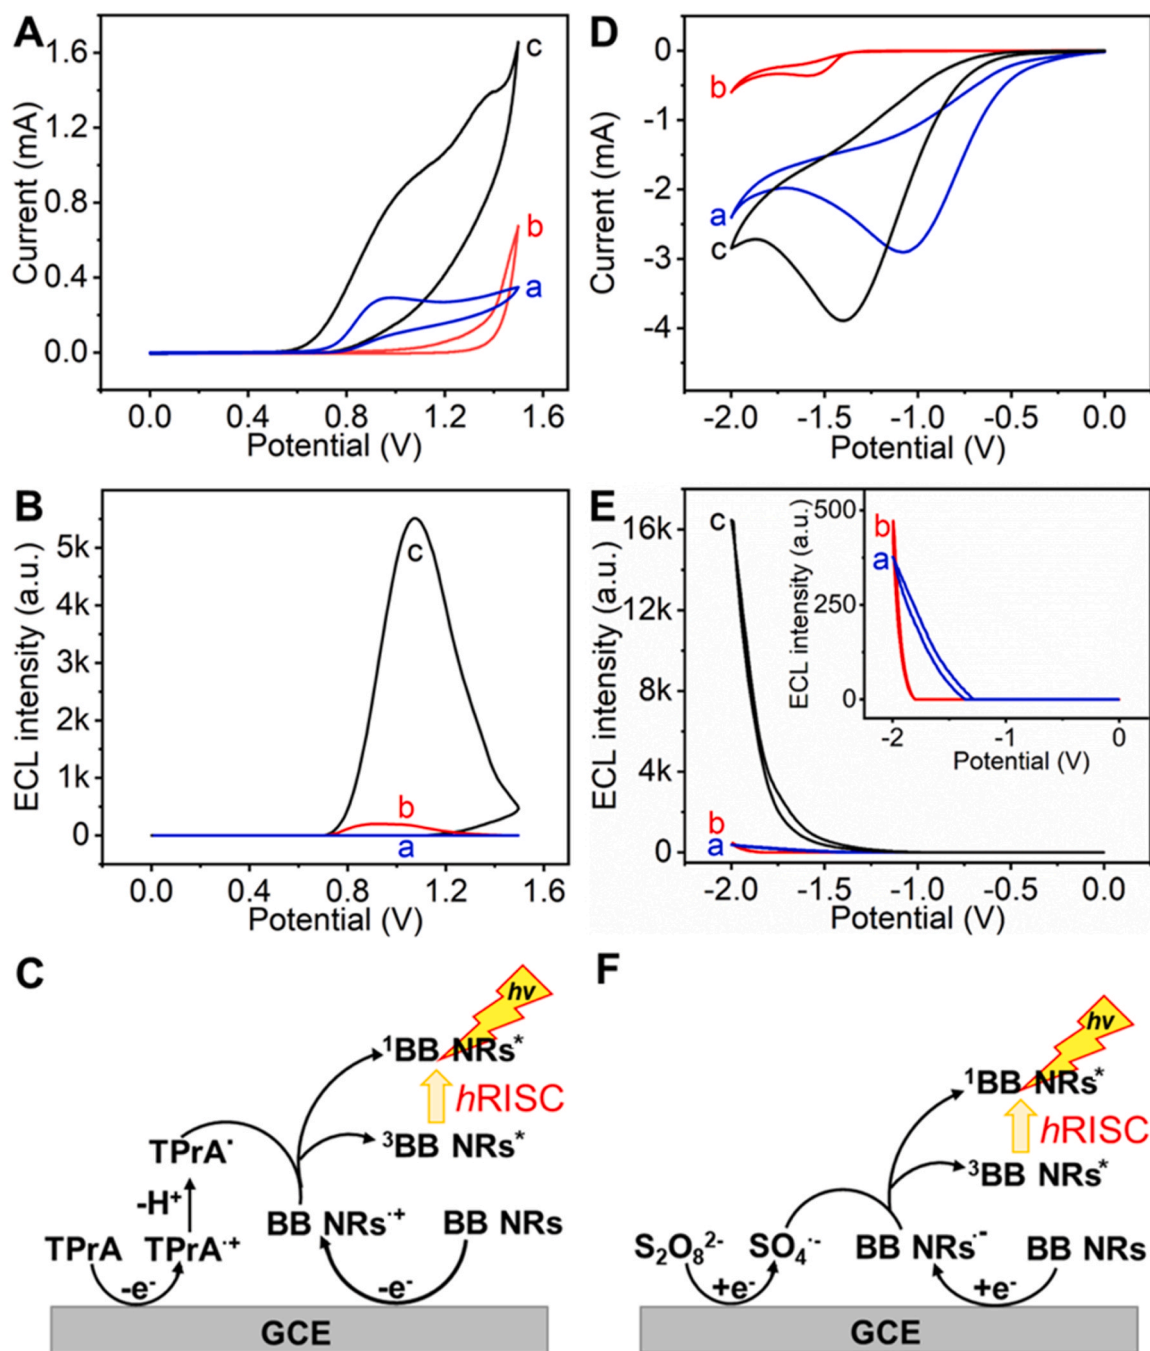 A
1.6
1.2
0.8
0.4
0.0
Current (mA)
c
b
a
0.0 0.4 0.8 1.2 1.6
Potential (V)
D
0
-1
-2
-3
-4
Current (mA)
b
a
c
-2.0 -1.5 -1.0 -0.5 0.0
Potential (V)
B
5k
4k
3k
2k
1k
0
ECL intensity (a.u.)
c
b
a
0.0 0.4 0.8 1.2 1.6
Potential (V)
E
16k
12k
8k
4k
0
ECL intensity (a.u.)
c
b
a
-2.0 -1.5 -1.0 -0.5 0.0
Potential (V)
500
250
0
ECL intensity (a.u.)
b
a
-2 -1 0
Potential (V)
C
hv
¹BB NRs*
hRISC
³BB NRs*
TPrA˙
-H⁺
BB NRs˙⁺ BB NRs
TPrA TPrA˙⁺
-e⁻ -e⁻
GCE
F
hv
¹BB NRs*
hRISC
³BB NRs*
S₂O₈²⁻ SO₄˙⁻ BB NRs˙⁻ BB NRs
+e⁻ +e⁻
GCE